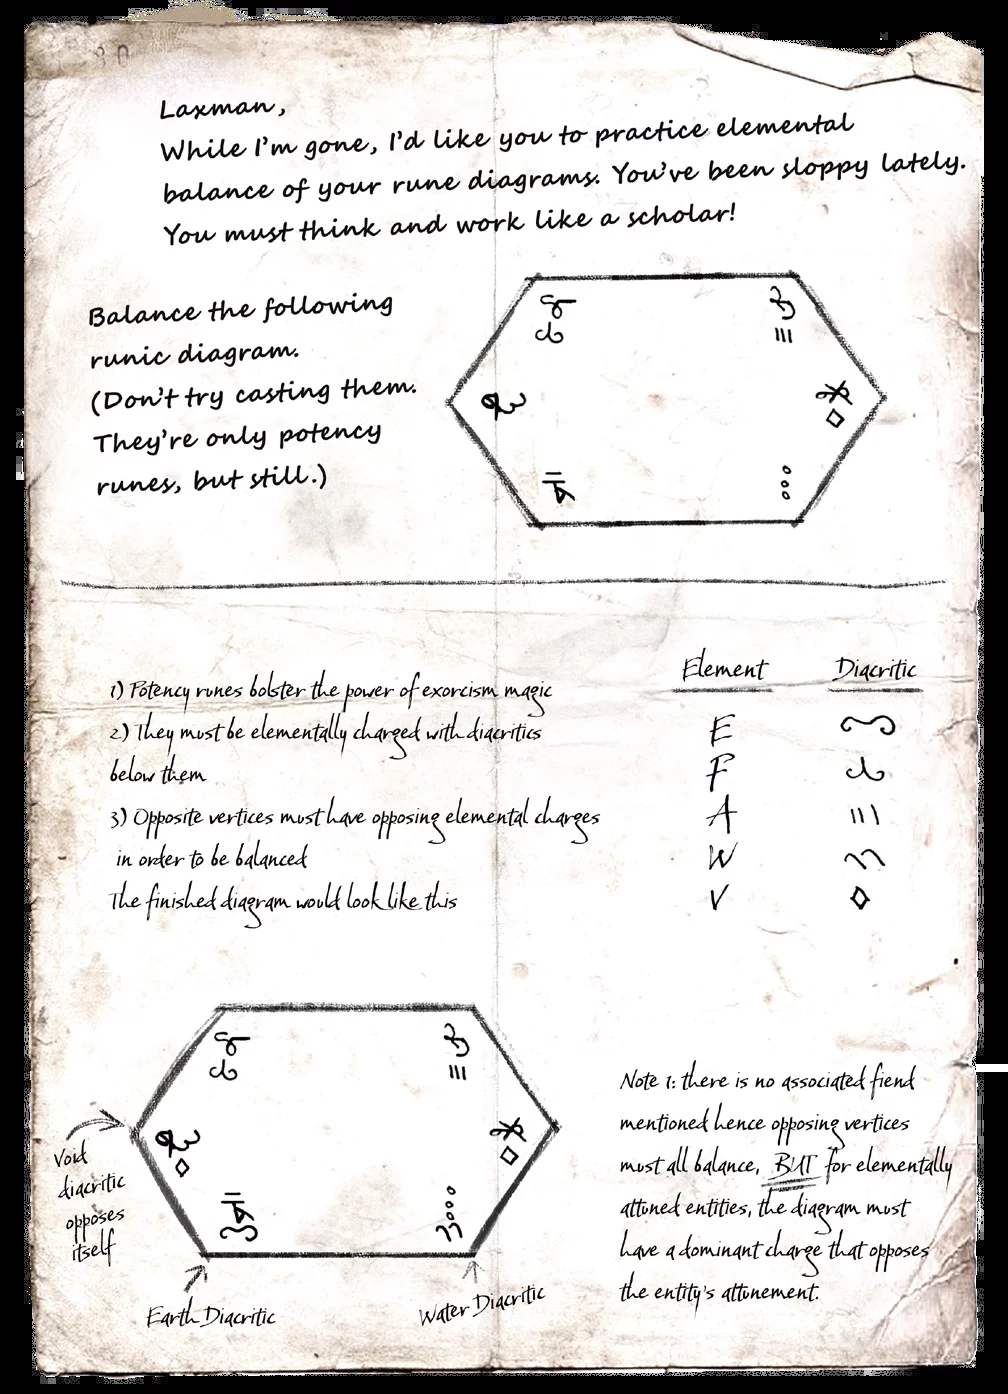 Laxman,
While I'm gone, I'd like you to practice elemental
balance of your rune diagrams. You've been sloppy lately.
You must think and work like a scholar!
Balance the following
runic diagram.
(Don't try casting them.
They're only potency
runes, but still.)
1) Potency runes bolster the power of exorcism magic
2) They must be elementally charged with diacritics
below them
3) Opposite vertices must have opposing elemental charges
in order to be balanced
The finished diagram would look like this
Element Diacritic
E
F
A
W
V
Void
diacritic
opposes
itself
Earth Diacritic
Water Diacritic
Note 1: there is no associated fiend
mentioned hence opposing vertices
must all balance, BUT for elementally
attuned entities, the diagram must
have a dominant charge that opposes
the entity's attunement.